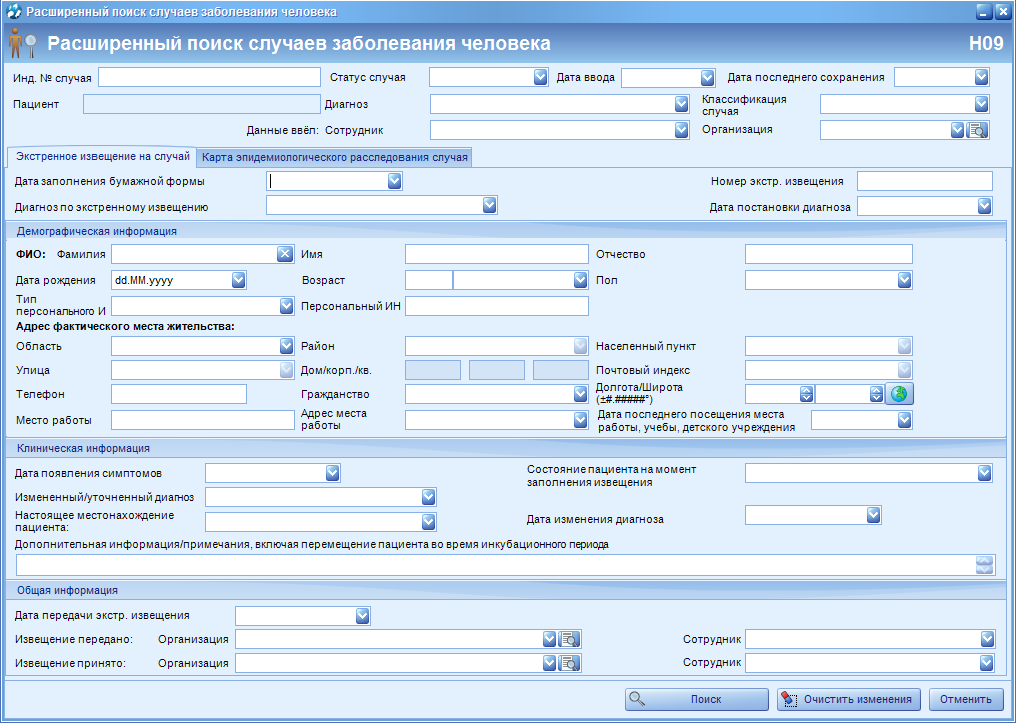 Расширенный поиск случаев заболевания человека
Расширенный поиск случаев заболевания человека H09
Инд. № случая Статус случая Дата ввода Дата последнего сохранения
Пациент Диагноз Классификация случая
Данные ввёл: Сотрудник Организация
Экстренное извещение на случай Карта эпидемиологического расследования случая
Дата заполнения бумажной формы Номер экстр. извещения
Диагноз по экстренному извещению Дата постановки диагноза
Демографическая информация
ФИО: Фамилия Имя Отчество
Дата рождения dd.MM.yyyy Возраст Пол
Тип персонального И Персональный ИН
Адрес фактического места жительства:
Область Район Населенный пункт
Улица Дом/корп./кв. Почтовый индекс
Телефон Гражданство Долгота/Широта (±#.#####°)
Место работы Адрес места работы Дата последнего посещения места работы, учебы, детского учреждения
Клиническая информация
Дата появления симптомов Состояние пациента на момент заполнения извещения
Измененный/уточненный диагноз
Настоящее местонахождение пациента: Дата изменения диагноза
Дополнительная информация/примечания, включая перемещение пациента во время инкубационного периода
Общая информация
Дата передачи экстр. извещения
Извещение передано: Организация Сотрудник
Извещение принято: Организация Сотрудник
Поиск Очистить изменения Отменить